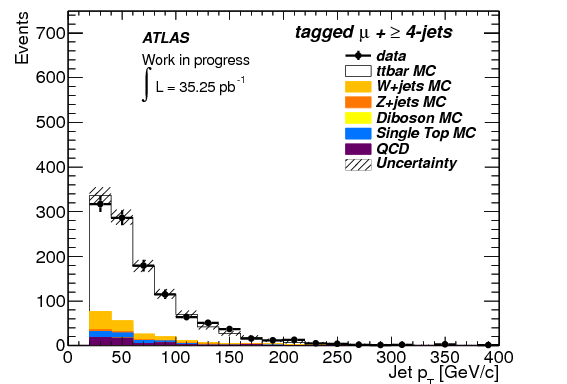 Events
700
600
500
400
300
200
100
0
ATLAS
Work in progress
∫ L = 35.25 pb⁻¹
tagged μ + ≥ 4-jets
data
ttbar MC
W+jets MC
Z+jets MC
Diboson MC
Single Top MC
QCD
Uncertainty
0 50 100 150 200 250 300 350 400
Jet p_T [GeV/c]